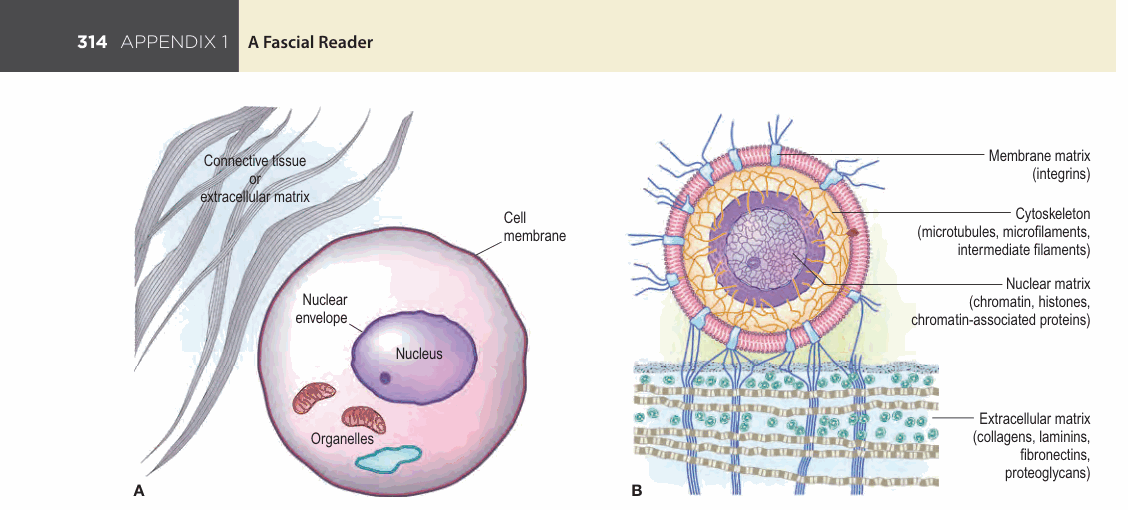 314 APPENDIX 1 A Fascial Reader
Connective tissue
or
extracellular matrix
Cell
membrane
Nuclear
envelope
Nucleus
Organelles
A
Membrane matrix
(integrins)
Cytoskeleton
(microtubules, microfilaments,
intermediate filaments)
Nuclear matrix
(chromatin, histones,
chromatin-associated proteins)
Extracellular matrix
(collagens, laminins,
fibronectins,
proteoglycans)
B